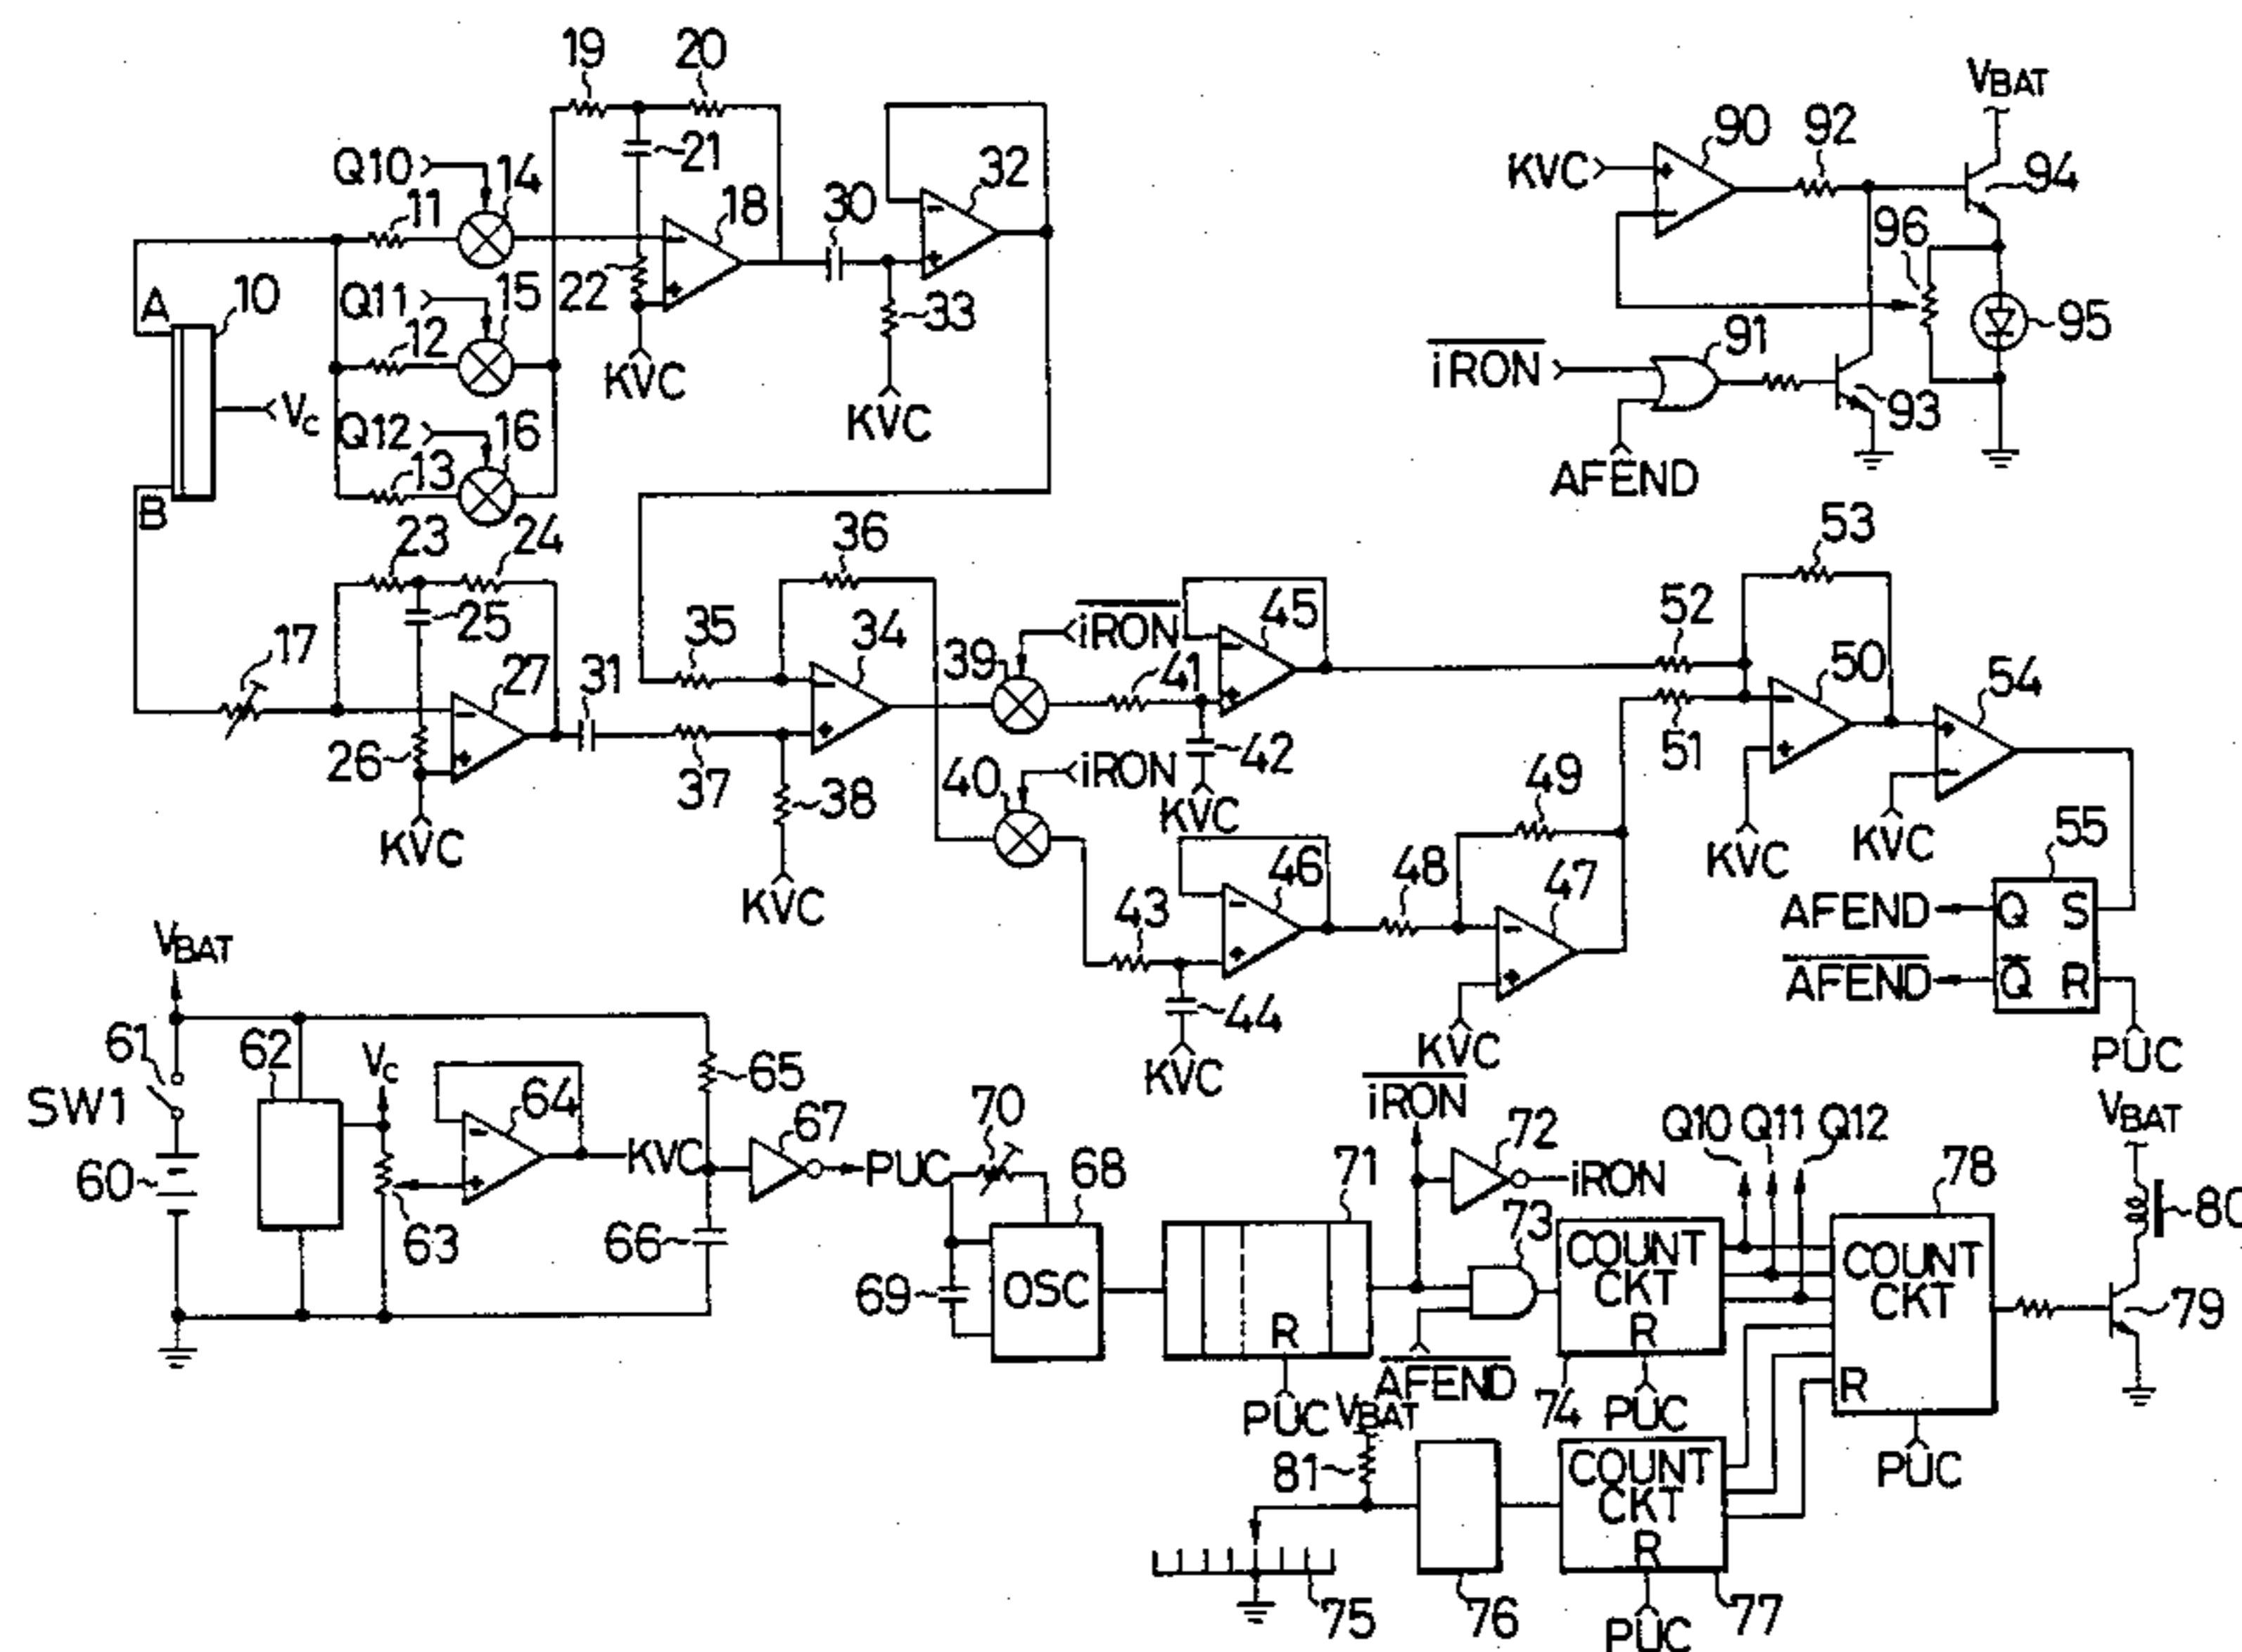 19 20
VBAT
Q10 14 21 18 30 32 90 92 94
11 KVC
A 10 Q11 15 22 33 96
12 KVC iRON 91 95
Vc Q12 16 KVC 93
13 AFEND
B 23 24 36 53
25 35 34 iRON 45 52 50 54
17 27 31 39 41
26 37 iRON 42 51
38 40 KVC 49 KVC KVC 55
KVC KVC 46 48 47 AFEND Q S
43 AFEND Q R
VBAT 44 KVC PUC
61 62 Vc 65 KVC iRON VBAT
SW1 64 70 72 Q10 Q11 Q12 78
60 KVC 67 PUC 68 71 iRON 80
63 66 73 COUNT CKT COUNT CKT
69 OSC R R 79
AFEND R
PUC VBAT 74 PUC PUC
81 COUNT CKT
R
75 76 PUC 77